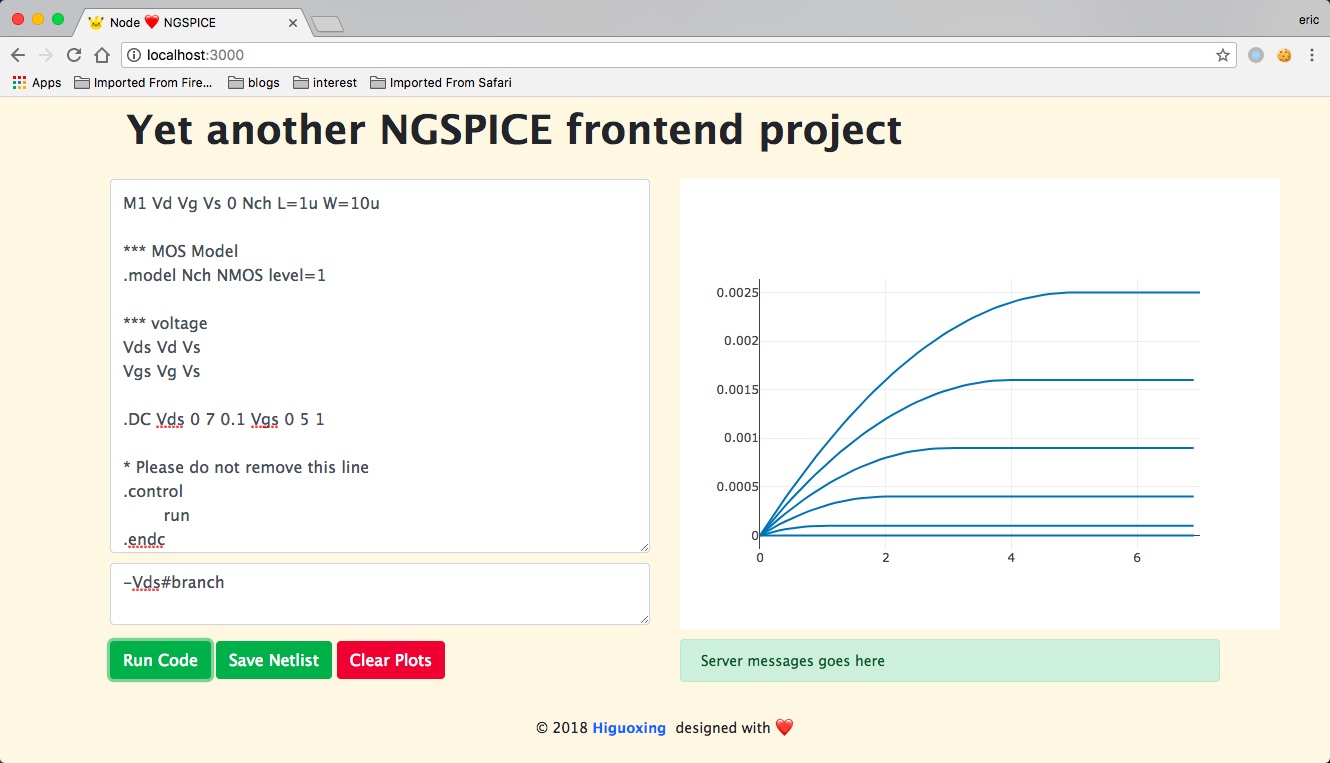 Node ❤️ NGSPICE
eric
localhost:3000
Apps Imported From Fire... blogs interest Imported From Safari
Yet another NGSPICE frontend project
M1 Vd Vg Vs 0 Nch L=1u W=10u
*** MOS Model
.model Nch NMOS level=1
*** voltage
Vds Vd Vs
Vgs Vg Vs
.DC Vds 0 7 0.1 Vgs 0 5 1
* Please do not remove this line
.control
run
.endc
-Vds#branch
Run Code Save Netlist Clear Plots
0.0025
0.002
0.0015
0.001
0.0005
0
0 2 4 6
Server messages goes here
© 2018 Higuoxing designed with ❤️